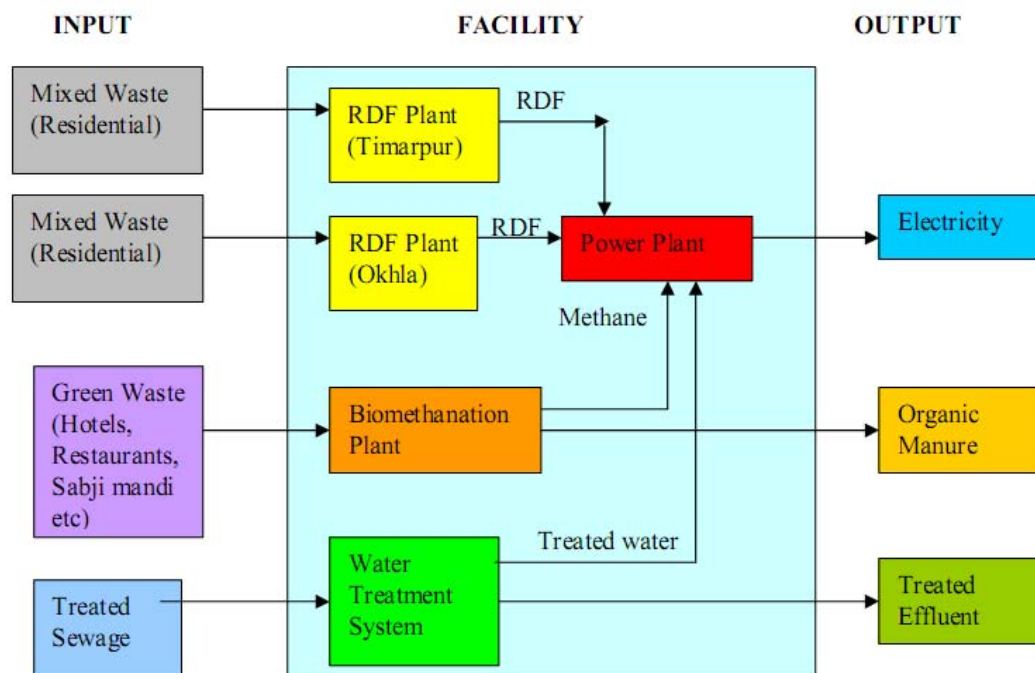 INPUT
FACILITY
OUTPUT
Mixed Waste
(Residential)
RDF Plant
(Timarpur)
RDF
Mixed Waste
(Residential)
RDF Plant
(Okhla)
RDF
Power Plant
Electricity
Methane
Green Waste
(Hotels,
Restaurants,
Sabji mandi
etc)
Biomethanation
Plant
Organic
Manure
Treated water
Treated
Sewage
Water
Treatment
System
Treated
Effluent